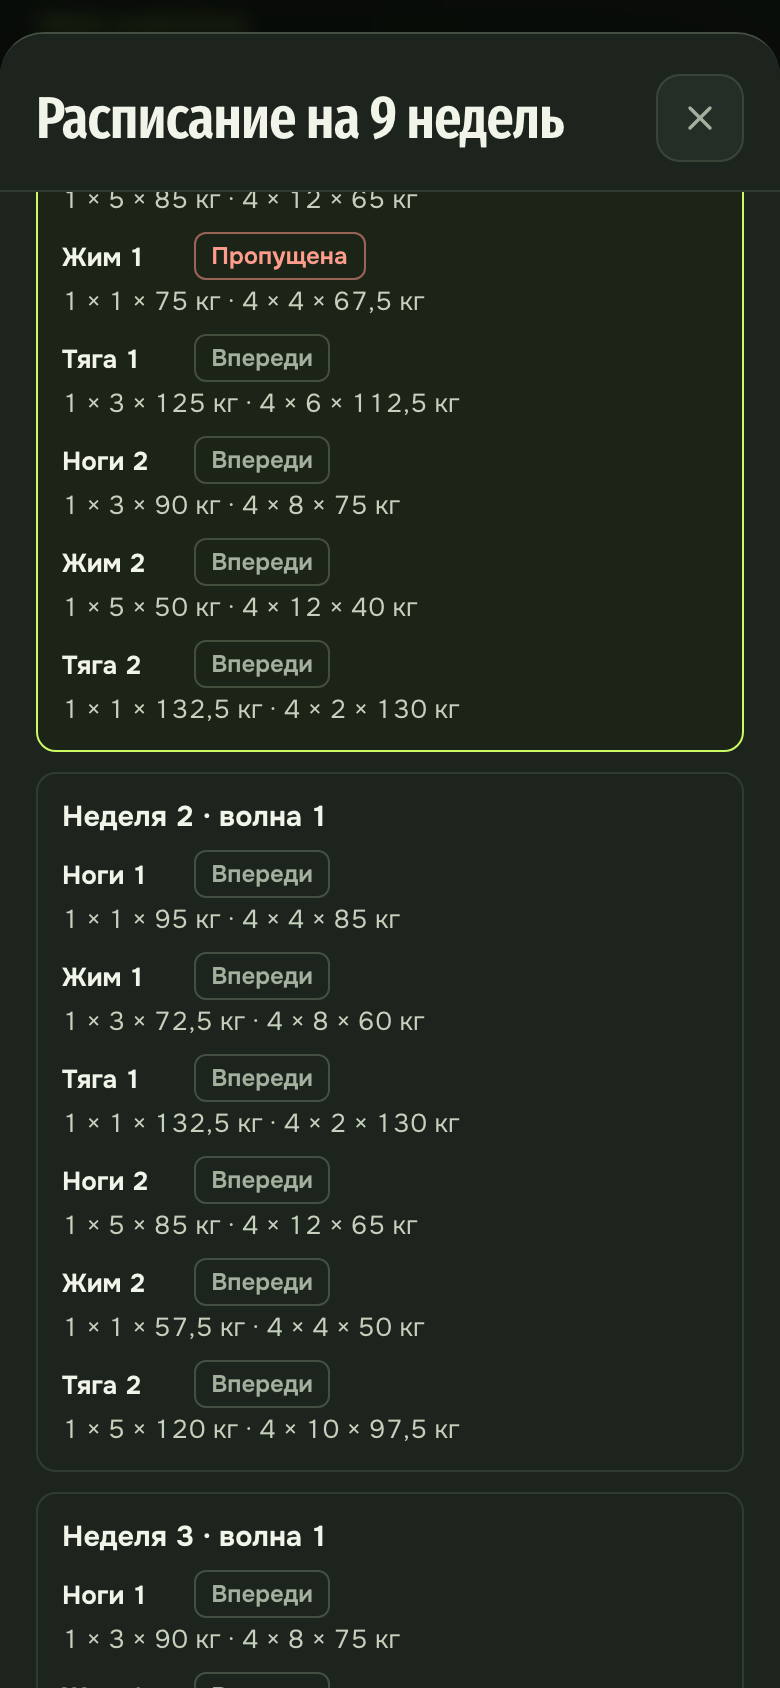 Расписание на 9 недель
1 × 5 × 85 кг · 4 × 12 × 65 кг
Жим 1 Пропущена
1 × 1 × 75 кг · 4 × 4 × 67,5 кг
Тяга 1 Впереди
1 × 3 × 125 кг · 4 × 6 × 112,5 кг
Ноги 2 Впереди
1 × 3 × 90 кг · 4 × 8 × 75 кг
Жим 2 Впереди
1 × 5 × 50 кг · 4 × 12 × 40 кг
Тяга 2 Впереди
1 × 1 × 132,5 кг · 4 × 2 × 130 кг
Неделя 2 · волна 1
Ноги 1 Впереди
1 × 1 × 95 кг · 4 × 4 × 85 кг
Жим 1 Впереди
1 × 3 × 72,5 кг · 4 × 8 × 60 кг
Тяга 1 Впереди
1 × 1 × 132,5 кг · 4 × 2 × 130 кг
Ноги 2 Впереди
1 × 5 × 85 кг · 4 × 12 × 65 кг
Жим 2 Впереди
1 × 1 × 57,5 кг · 4 × 4 × 50 кг
Тяга 2 Впереди
1 × 5 × 120 кг · 4 × 10 × 97,5 кг
Неделя 3 · волна 1
Ноги 1 Впереди
1 × 3 × 90 кг · 4 × 8 × 75 кг